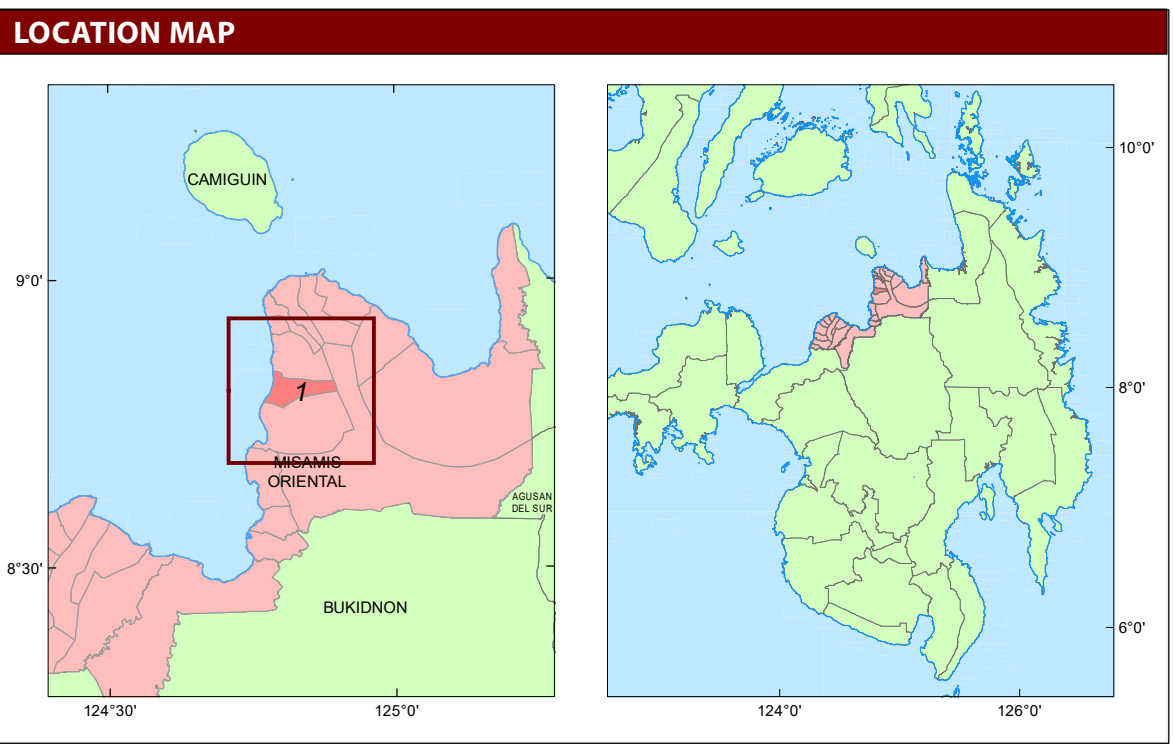 LOCATION MAP
CAMIGUIN
9°0'
1
MISAMIS
ORIENTAL
AGUSAN
DEL SUR
8°30'
BUKIDNON
124°30'
125°0'
10°0'
8°0'
6°0'
124°0'
126°0'